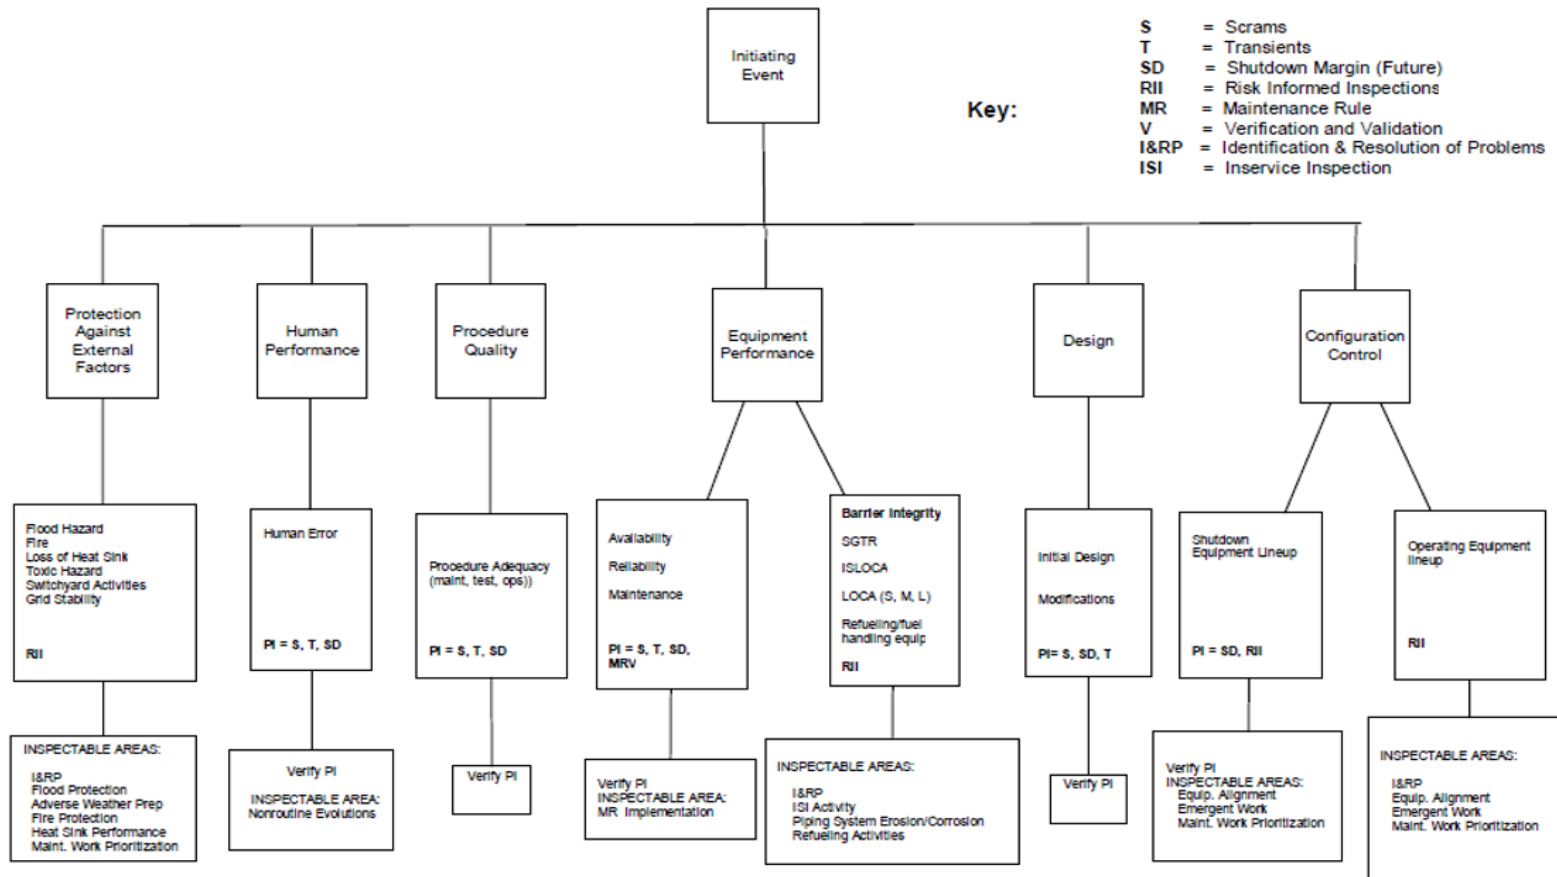 Initiating
Event
Key:
S = Scrams
T = Transients
SD = Shutdown Margin (Future)
RII = Risk Informed Inspections
MR = Maintenance Rule
V = Verification and Validation
I&RP = Identification & Resolution of Problems
ISI = Inservice Inspection
Protection
Against
External
Factors
Human
Performance
Procedure
Quality
Equipment
Performance
Design
Configuration
Control
Flood Hazard
Fire
Loss of Heat Sink
Toxic Hazard
Switchyard Activities
Grid Stability
RII
Human Error
PI = S, T, SD
Procedure Adequacy
(maint, test, ops))
PI = S, T, SD
Availability
Reliability
Maintenance
PI = S, T, SD,
MRV
Barrier Integrity
SGTR
ISLOCA
LOCA (S, M, L)
Refueling/fuel
handling equip
RII
Initial Design
Modifications
PI= S, SD, T
Shutdown
Equipment Lineup
PI = SD, RII
Operating Equipment
lineup
RII
INSPECTABLE AREAS:
I&RP
Flood Protection
Adverse Weather Prep
Fire Protection
Heat Sink Performance
Maint. Work Prioritization
Verify PI
INSPECTABLE AREA:
Nonroutine Evolutions
Verify PI
Verify PI
INSPECTABLE AREA:
MR Implementation
INSPECTABLE AREAS:
I&RP
ISI Activity
Piping System Erosion/Corrosion
Refueling Activities
Verify PI
Verify PI
INSPECTABLE AREAS:
Equip. Alignment
Emergent Work
Maint. Work Prioritization
INSPECTABLE AREAS:
I&RP
Equip. Alignment
Emergent Work
Maint. Work Prioritization